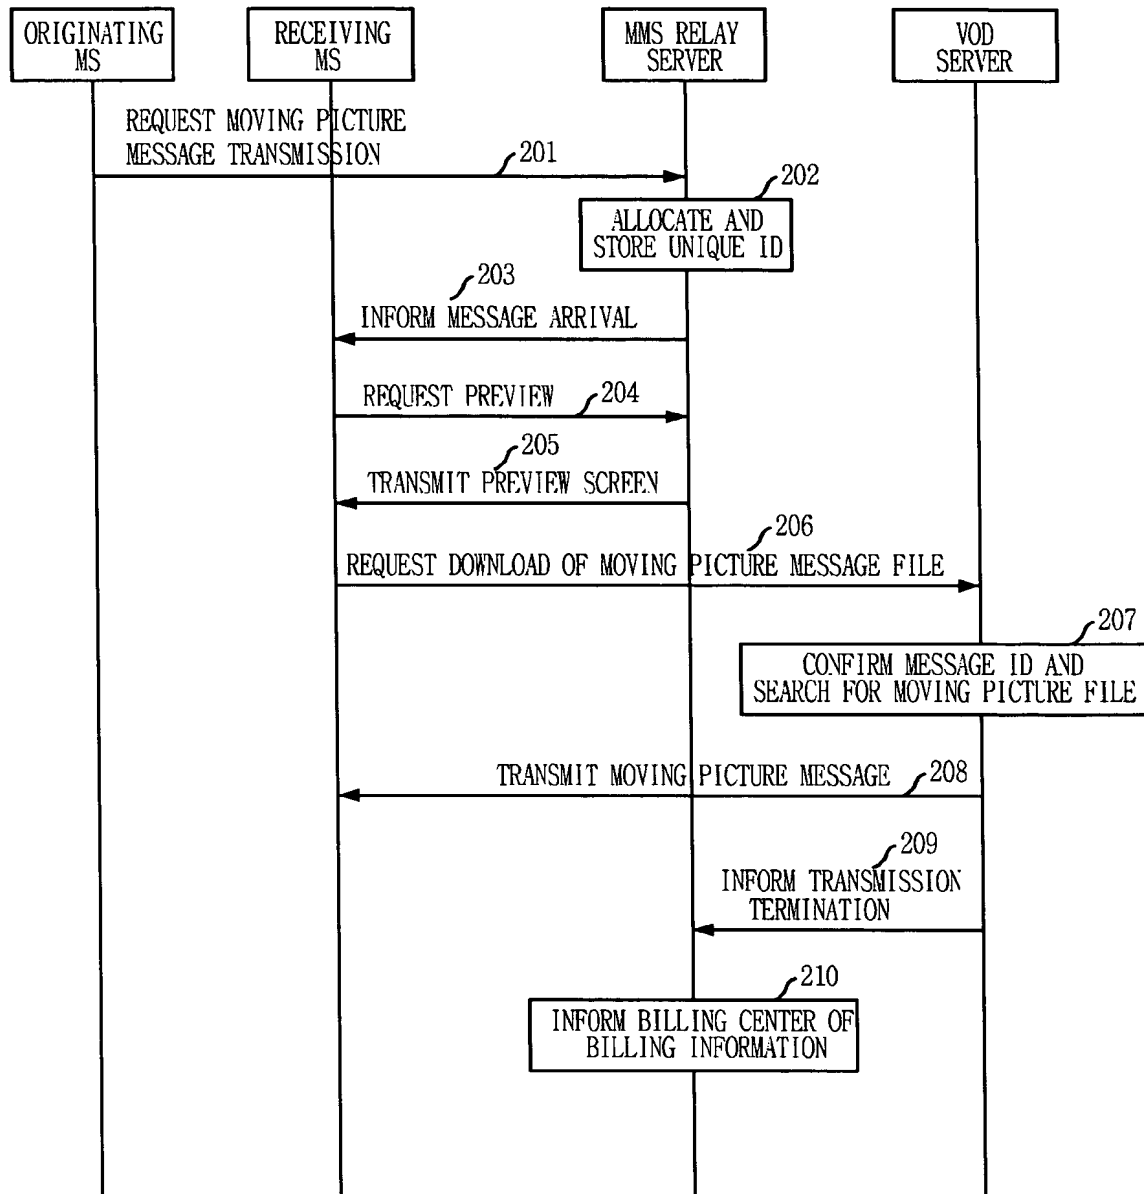 ORIGINATING
MS
RECEIVING
MS
MMS RELAY
SERVER
VOD
SERVER
REQUEST MOVING PICTURE
MESSAGE TRANSMISSION
201
202
ALLOCATE AND
STORE UNIQUE ID
203
INFORM MESSAGE ARRIVAL
REQUEST PREVIEW
204
205
TRANSMIT PREVIEW SCREEN
206
REQUEST DOWNLOAD OF MOVING PICTURE MESSAGE FILE
207
CONFIRM MESSAGE ID AND
SEARCH FOR MOVING PICTURE FILE
TRANSMIT MOVING PICTURE MESSAGE
208
209
INFORM TRANSMISSION
TERMINATION
210
INFORM BILLING CENTER OF
BILLING INFORMATION